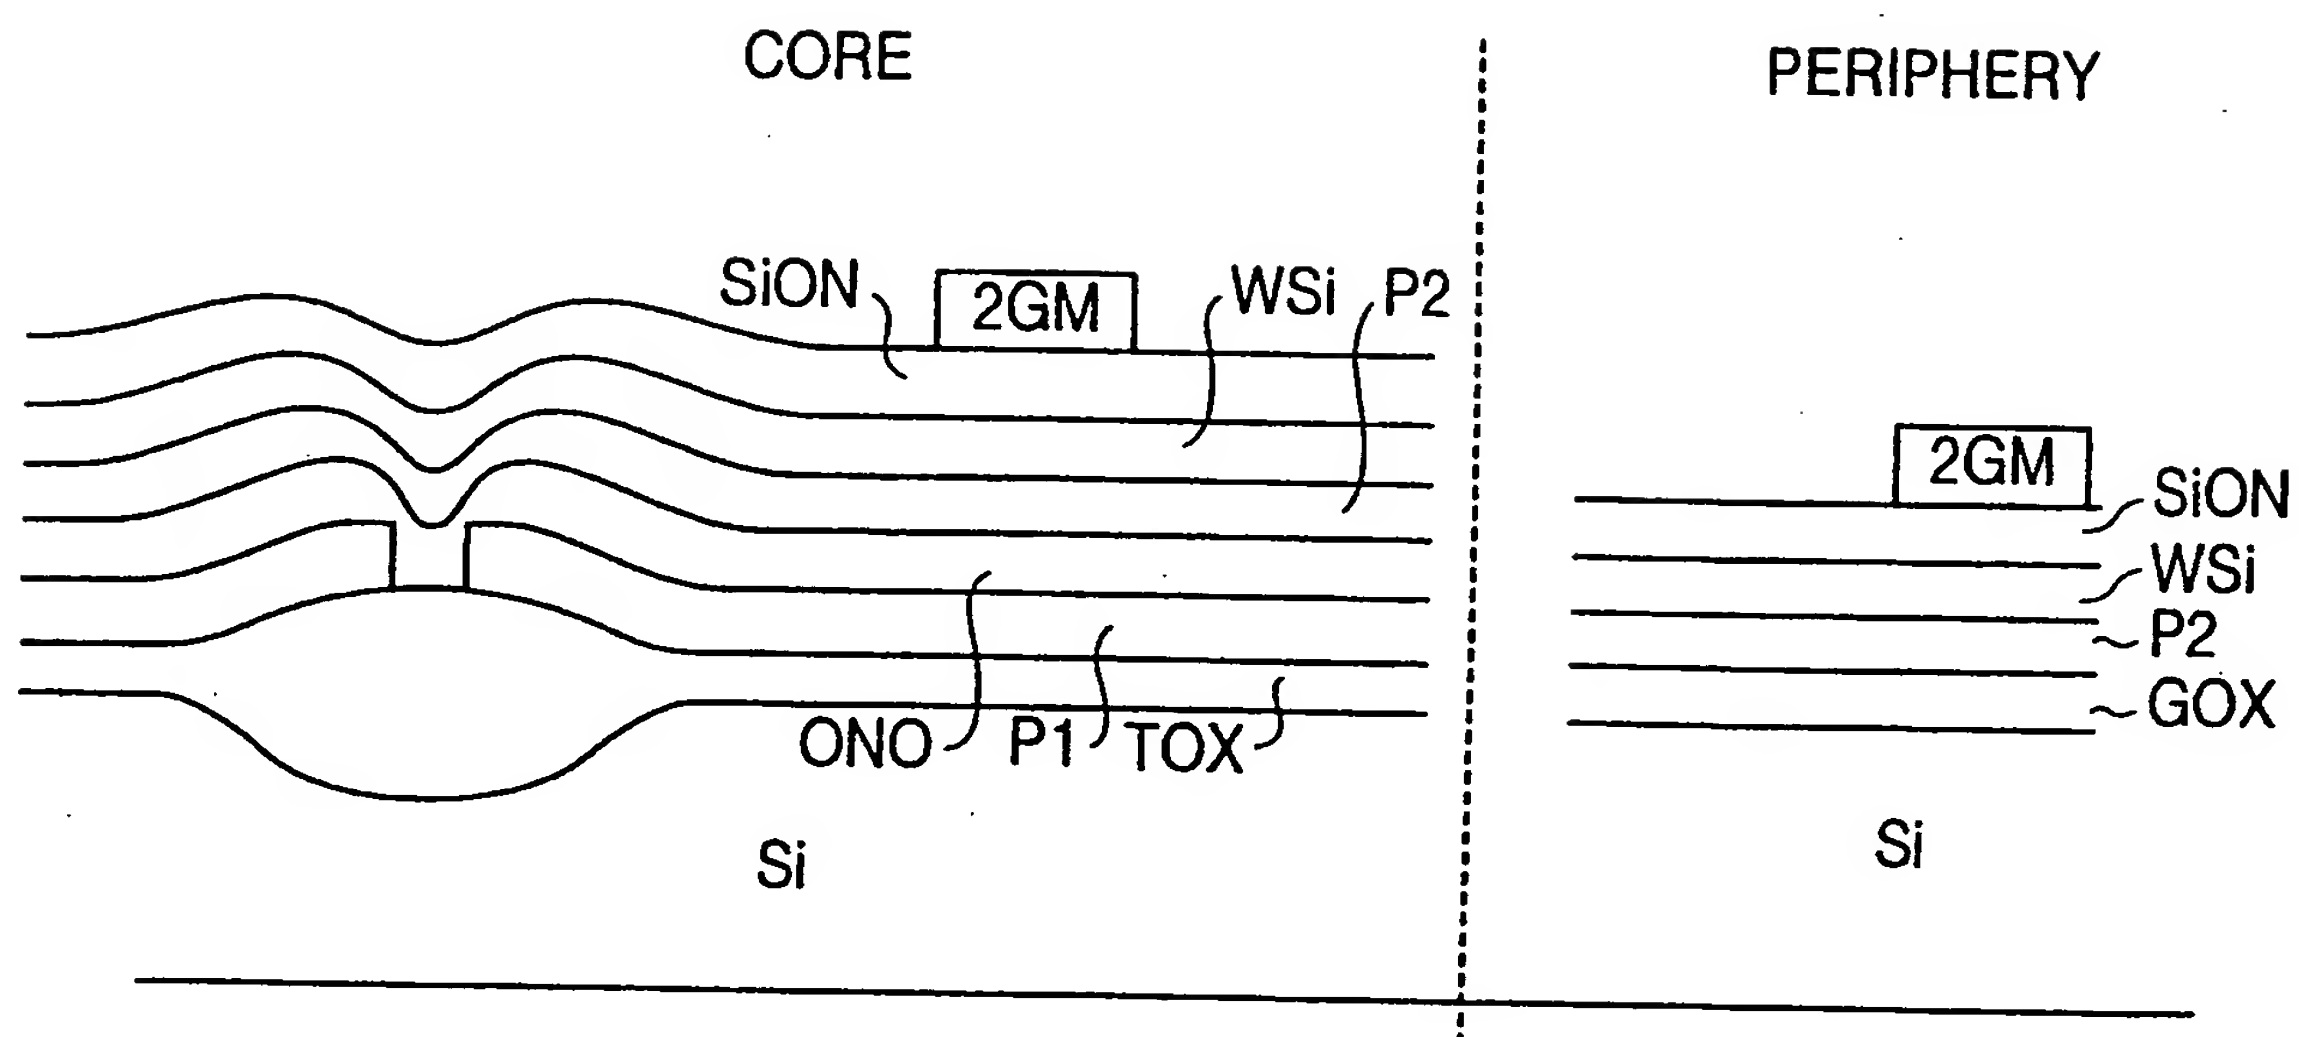 CORE
PERIPHERY
SiON
2GM
WSi
P2
2GM
SiON
WSi
P2
GOX
ONO
P1
TOX
Si
Si